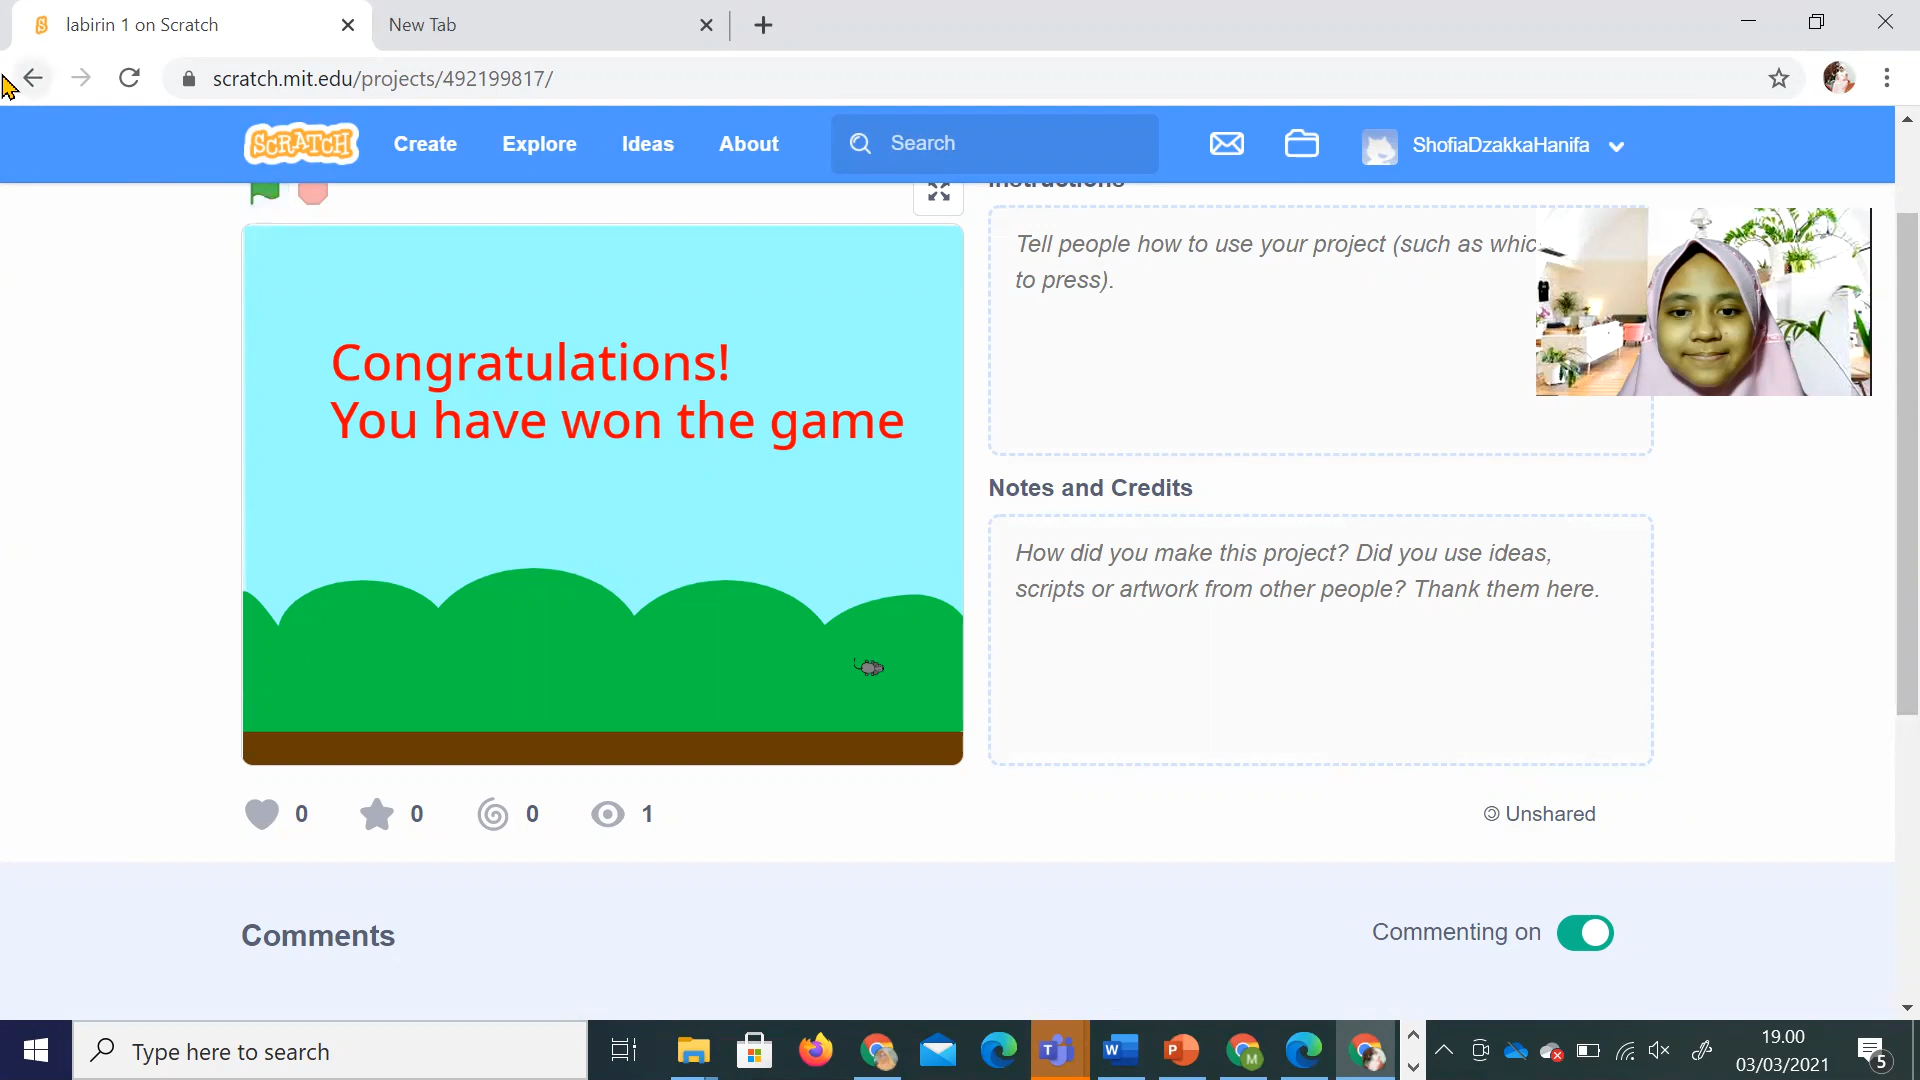 labirin 1 on Scratch
New Tab
scratch.mit.edu/projects/492199817/
SCRATCH
Create
Explore
Ideas
About
Search
ShofiaDzakkaHanifa
Instructions
Tell people how to use your project (such as whic
to press).
Congratulations!
You have won the game
Notes and Credits
How did you make this project? Did you use ideas,
scripts or artwork from other people? Thank them here.
0
0
0
1
Unshared
Comments
Commenting on
Type here to search
19.00
03/03/2021
5